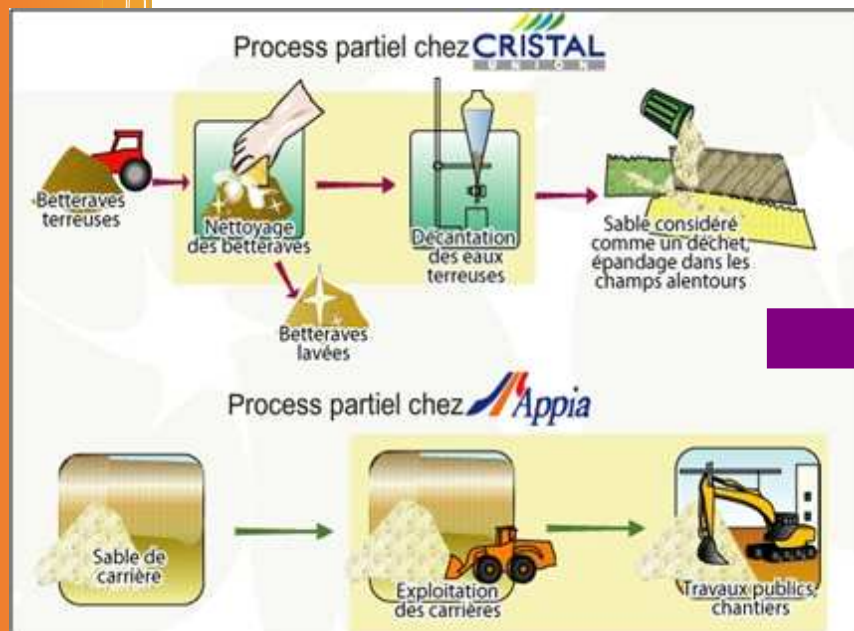 Process partiel chez CRISTAL
UNION
Betteraves
terreuses
Nettoyage
des betteraves
Décantation
des eaux
terreuses
Sable considéré
comme un déchet,
épandage dans les
champs alentours
Betteraves
lavées
Process partiel chez Appia
Sable de
carrière
Exploitation
des carrières
Travaux publics,
chantiers